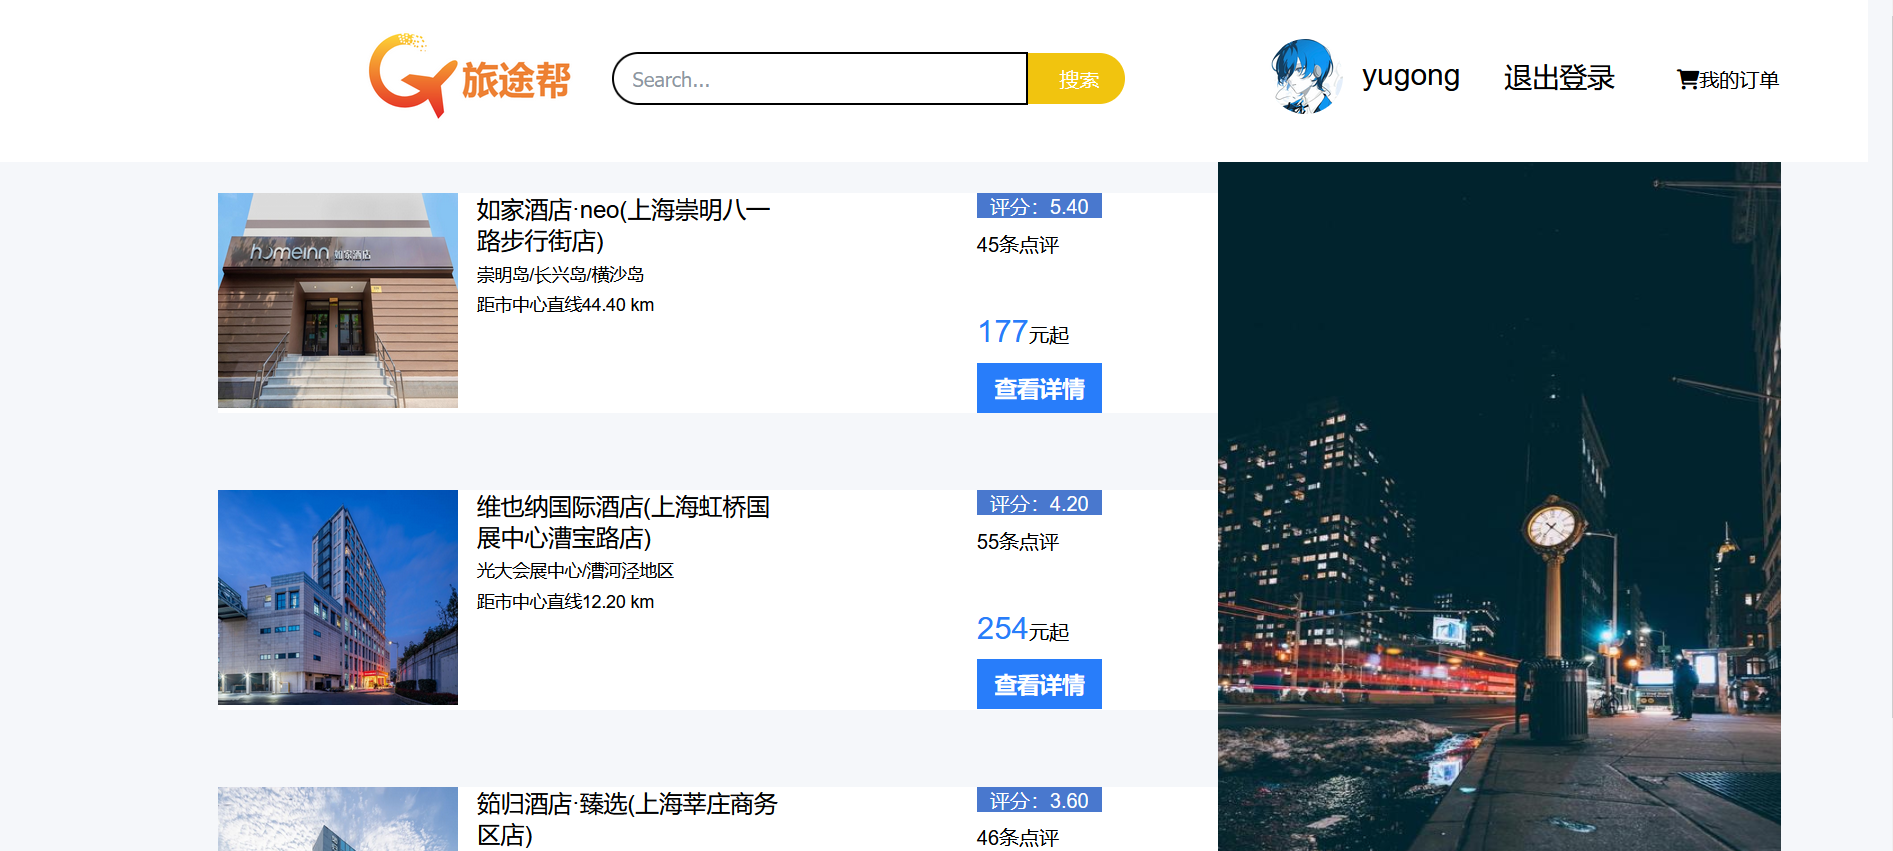 旅途帮
Search...
搜索
yugong
退出登录
我的订单
homeinn 如家酒店
如家酒店·neo(上海崇明八一
路步行街店)
崇明岛/长兴岛/横沙岛
距市中心直线44.40 km
评分：5.40
45条点评
177元起
查看详情
维也纳国际酒店(上海虹桥国
展中心漕宝路店)
光大会展中心/漕河泾地区
距市中心直线12.20 km
评分：4.20
55条点评
254元起
查看详情
茹归酒店·臻选(上海莘庄商务
区店)
评分：3.60
46条点评